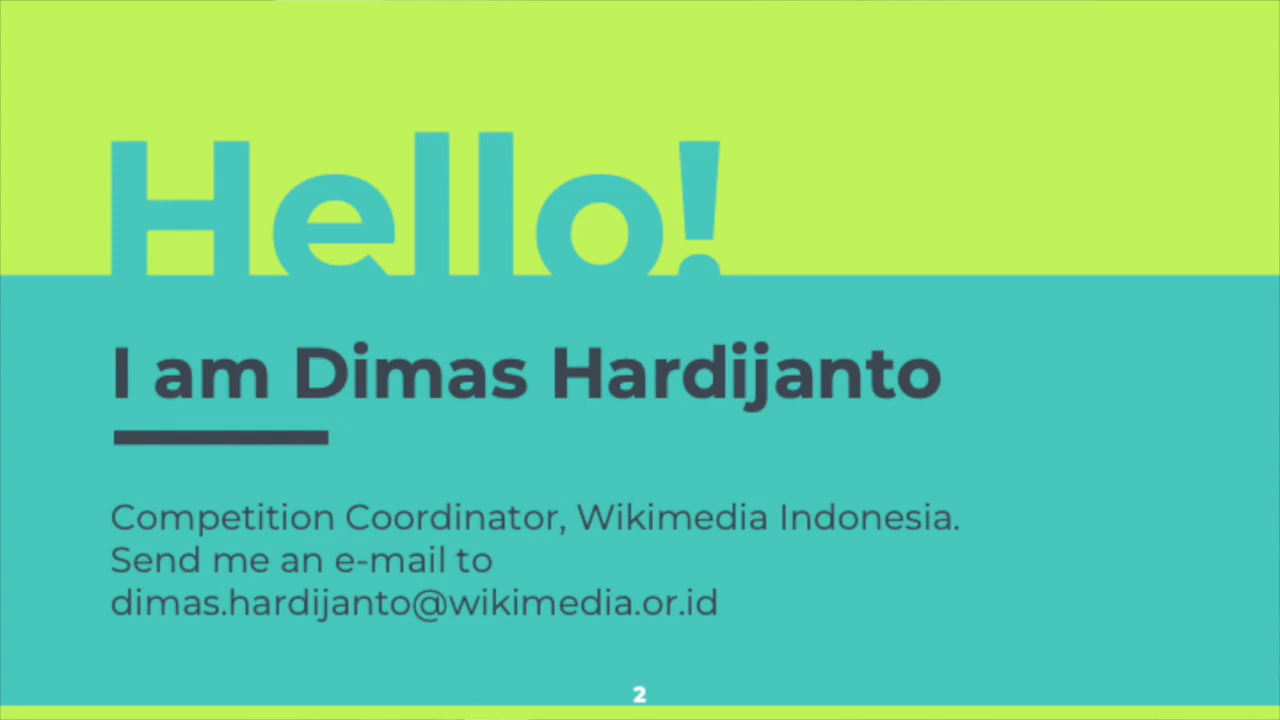 Hello!
I am Dimas Hardijanto
Competition Coordinator, Wikimedia Indonesia.
Send me an e-mail to
dimas.hardijanto@wikimedia.or.id
2